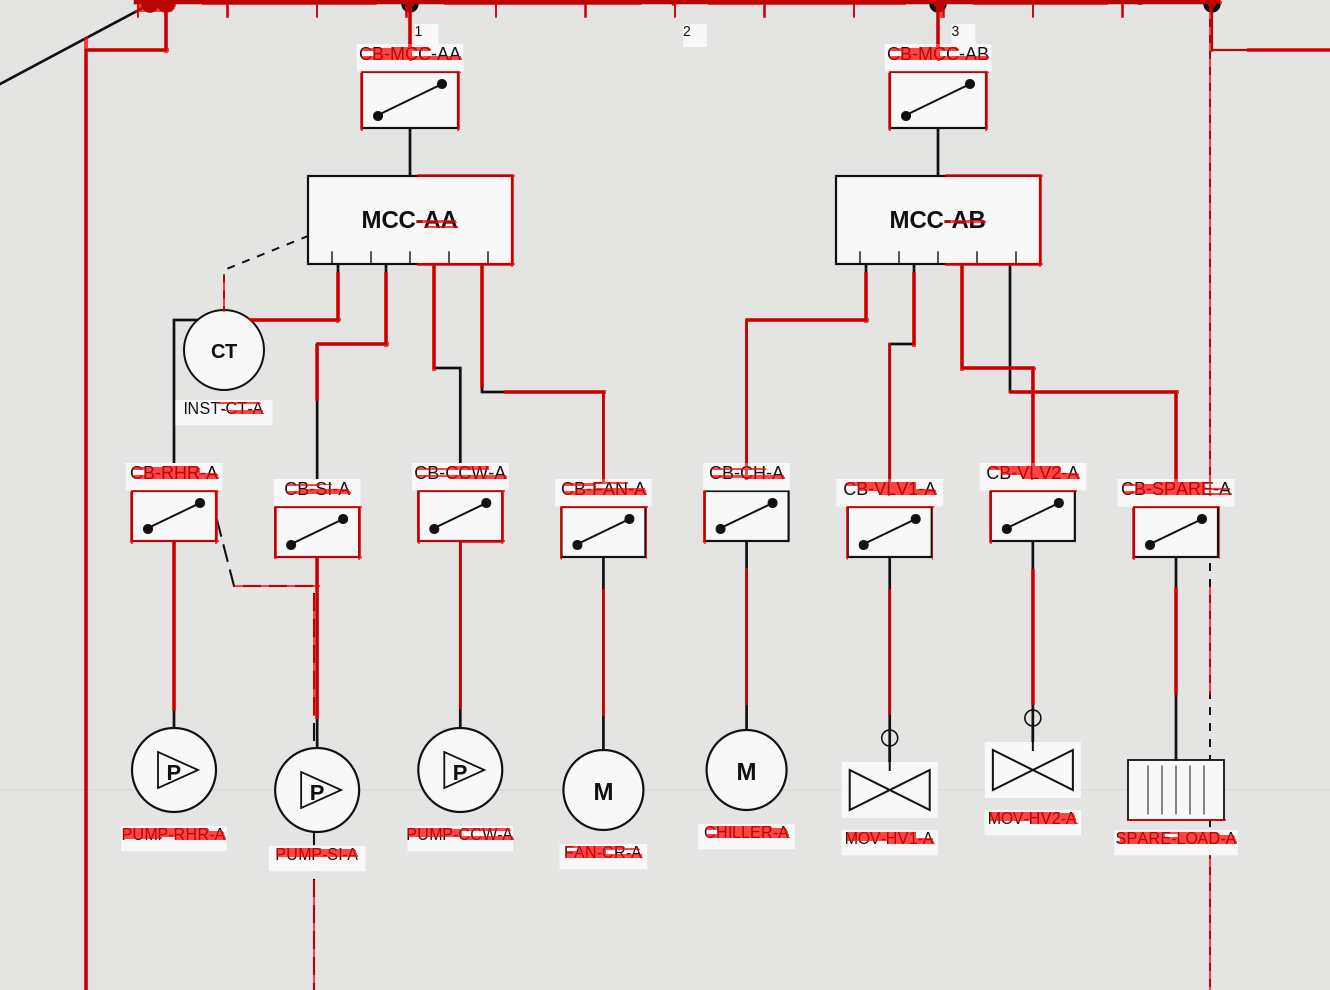 1
2
3
CB-MCC-AA
CB-MCC-AB
MCC-AA
MCC-AB
CT
INST-CT-A
CB-RHR-A
CB-SI-A
CB-CCW-A
CB-FAN-A
CB-CH-A
CB-VLV1-A
CB-VLV2-A
CB-SPARE-A
P
P
P
M
M
PUMP-RHR-A
PUMP-SI-A
PUMP-CCW-A
FAN-CR-A
CHILLER-A
MOV-HV1-A
MOV-HV2-A
SPARE-LOAD-A